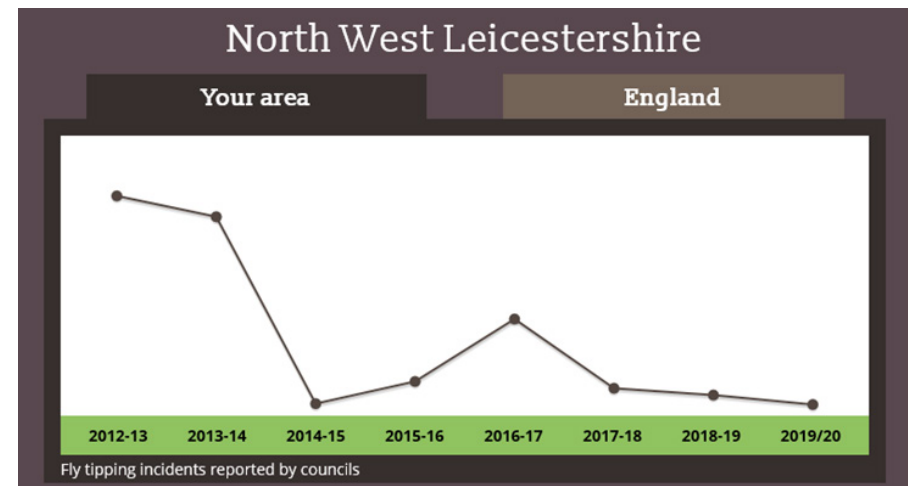 North West Leicestershire
Your area
England
2012-13 2013-14 2014-15 2015-16 2016-17 2017-18 2018-19 2019/20
Fly tipping incidents reported by councils